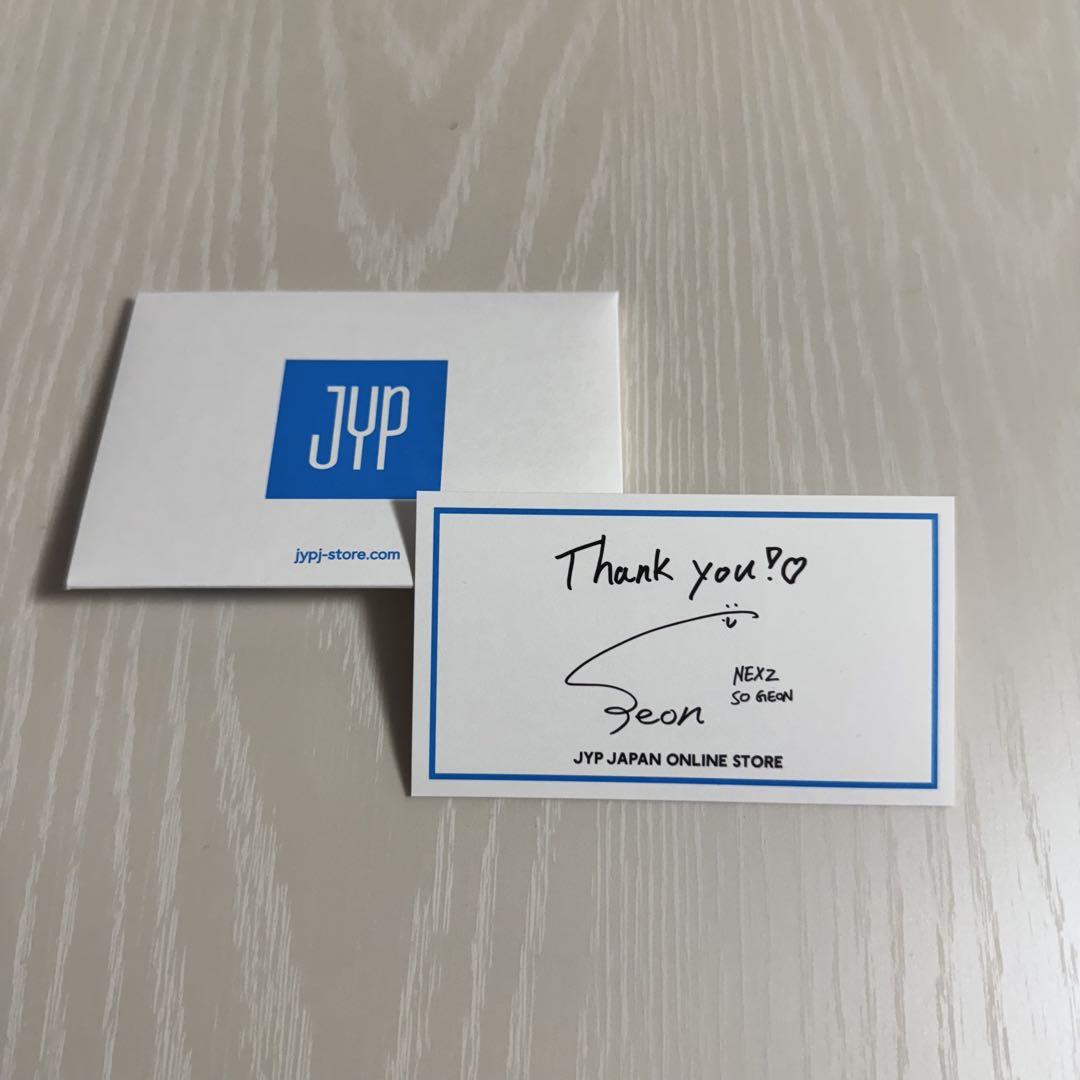 JYP
jypj-store.com
Thank you!♡
Geon
NEXZ
SO GEON
JYP JAPAN ONLINE STORE